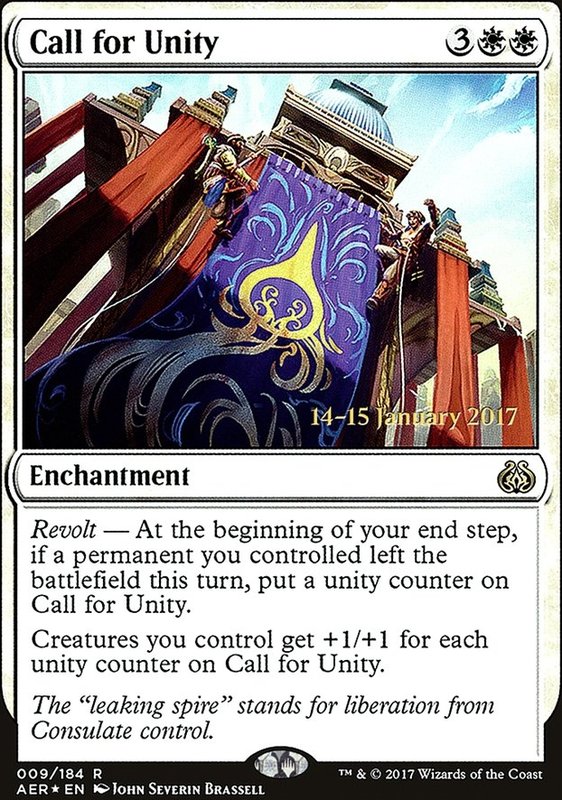 Call for Unity 3
14-15 January 2017
Enchantment
Revolt — At the beginning of your end step,
if a permanent you controlled left the
battlefield this turn, put a unity counter on
Call for Unity.
Creatures you control get +1/+1 for each
unity counter on Call for Unity.
The “leaking spire” stands for liberation from
Consulate control.
009/184 R
AER★EN John Severin Brassell
™ & © 2017 Wizards of the Coast